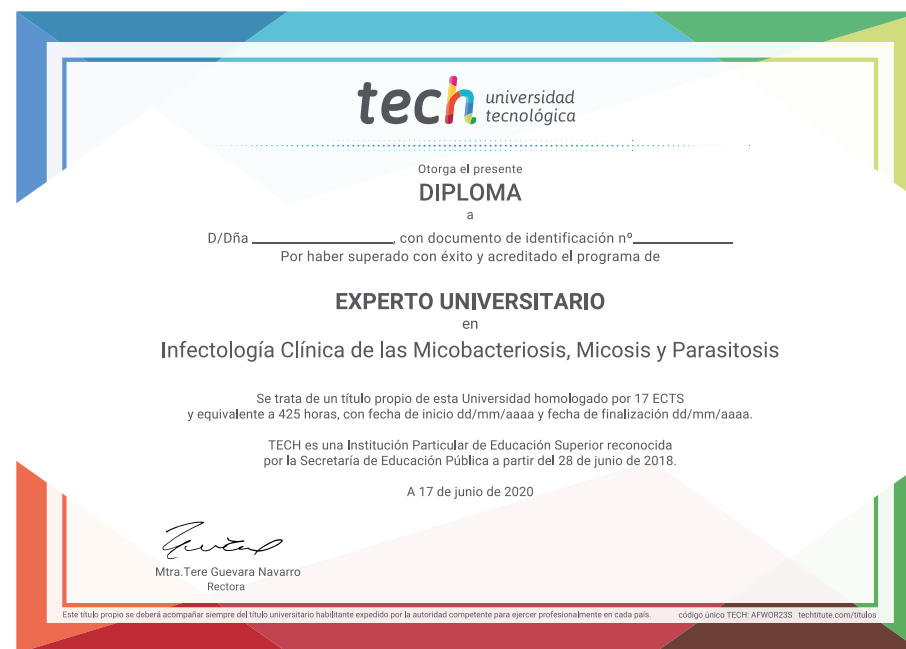 tech universidad
tecnológica
Otorga el presente
DIPLOMA
a
D/Dña ____________________, con documento de identificación nº______________
Por haber superado con éxito y acreditado el programa de
EXPERTO UNIVERSITARIO
en
Infectología Clínica de las Micobacteriosis, Micosis y Parasitosis
Se trata de un título propio de esta Universidad homologado por 17 ECTS
y equivalente a 425 horas, con fecha de inicio dd/mm/aaaa y fecha de finalización dd/mm/aaaa.
TECH es una Institución Particular de Educación Superior reconocida
por la Secretaría de Educación Pública a partir del 28 de junio de 2018.
A 17 de junio de 2020
Mtra.Tere Guevara Navarro
Rectora
Este título propio se deberá acompañar siempre del título universitario habilitante expedido por la autoridad competente para ejercer profesionalmente en cada país. código único TECH: AFWOR23S techtitute.com/titulos